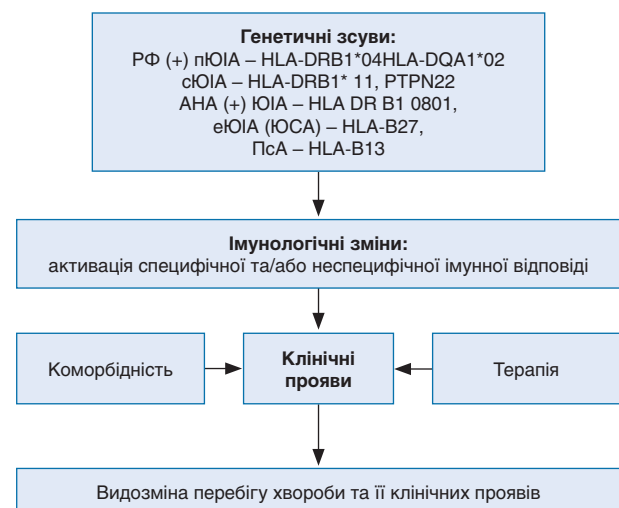 Генетичні зсуви:
РФ (+) пЮІА – HLA-DRB1*04HLA-DQA1*02
сЮІА – HLA-DRB1* 11, PTPN22
АНА (+) ЮІА – HLA DR B1 0801,
еЮІА (ЮСА) – HLA-B27,
ПсА – HLA-B13
Імунологічні зміни:
активація специфічної та/або неспецифічної імунної відповіді
Коморбідність
Клінічні
прояви
Терапія
Видозміна перебігу хвороби та її клінічних проявів